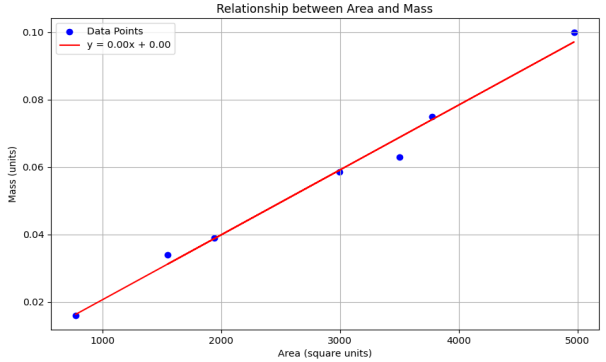 Relationship between Area and Mass
Data Points
y = 0.00x + 0.00
Mass (units)
0.10
0.08
0.06
0.04
0.02
1000 2000 3000 4000 5000
Area (square units)